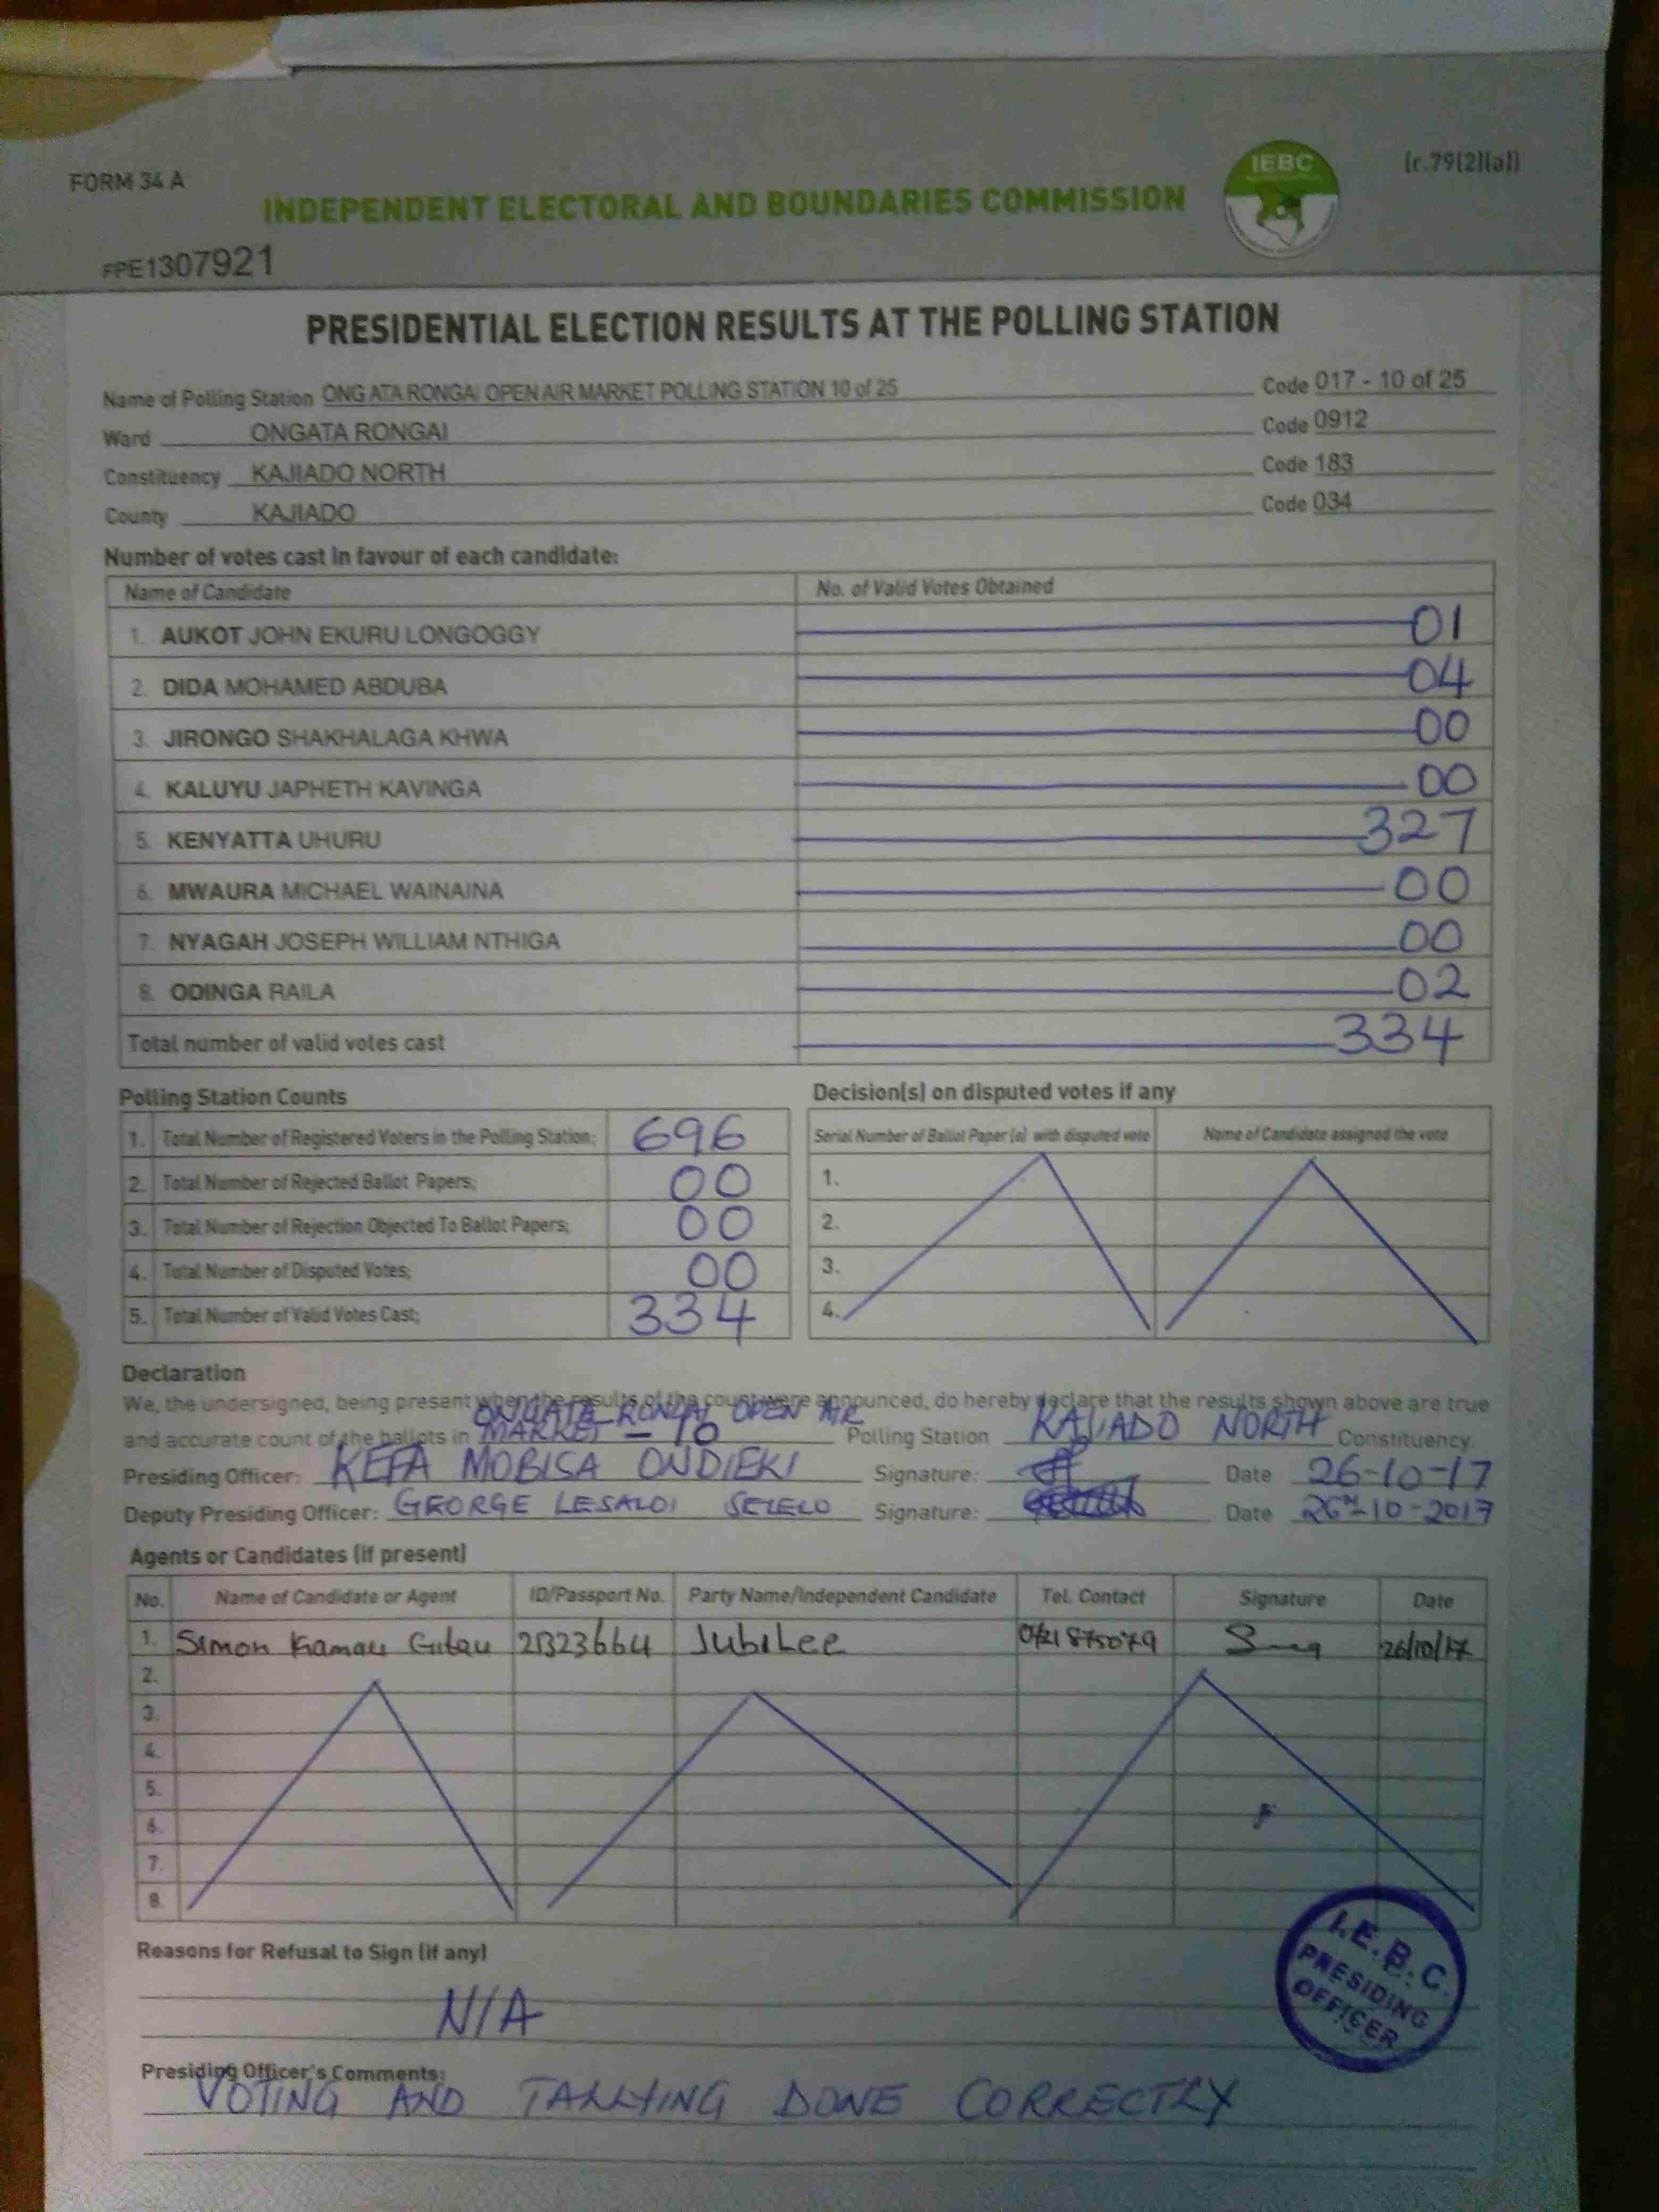 FORM 34 A
(r.79(2)(a))
IEBC
INDEPENDENT ELECTORAL AND BOUNDARIES COMMISSION
FPE1307921
PRESIDENTIAL ELECTION RESULTS AT THE POLLING STATION
Name of Polling Station ONG ATA RONGAI OPEN AIR MARKET POLLING STATION 10 of 25 Code 017 - 10 of 25
Ward ONGATA RONGAI Code 0912
Constituency KAJIADO NORTH Code 183
County KAJIADO Code 034
Number of votes cast in favour of each candidate:
Name of Candidate No. of Valid Votes Obtained
1. AUKOT JOHN EKURU LONGOGGY 01
2. DIDA MOHAMED ABDUBA 04
3. JIRONGO SHAKHALAGA KHWA 00
4. KALUYU JAPHETH KAVINGA 00
5. KENYATTA UHURU 327
6. MWAURA MICHAEL WAINAINA 00
7. NYAGAH JOSEPH WILLIAM NTHIGA 00
8. ODINGA RAILA 02
Total number of valid votes cast 334
Polling Station Counts
1. Total Number of Registered Voters in the Polling Station; 696
2. Total Number of Rejected Ballot Papers; 00
3. Total Number of Rejection Objected To Ballot Papers; 00
4. Total Number of Disputed Votes; 00
5. Total Number of Valid Votes Cast; 334
Decision(s) on disputed votes if any
Serial Number of Ballot Paper (s) with disputed vote Name of Candidate assigned the vote
1.
2.
3.
4.
Declaration
We, the undersigned, being present when the results of the count were announced, do hereby declare that the results shown above are true
ONGATA RONGAI OPEN AIR
and accurate count of the ballots in MARKET - 10 Polling Station KAJIADO NORTH Constituency
Presiding Officer: KEFA MOBISA ONDIEKI Signature: Date 26-10-17
Deputy Presiding Officer: GEORGE LESALOI SELELO Signature: Date 26TH-10-2017
Agents or Candidates (if present)
No. Name of Candidate or Agent ID/Passport No. Party Name/Independent Candidate Tel. Contact Signature Date
1. Simon Kamau Gitau 21323664 Jubilee 0721875079 26/10/17
2.
3.
4.
5.
6.
7.
8.
Reasons for Refusal to Sign (if any)
N/A
I.E.B.C.
PRESIDING
OFFICER
Presiding Officer's Comments:
VOTING AND TALLYING DONE CORRECTLY